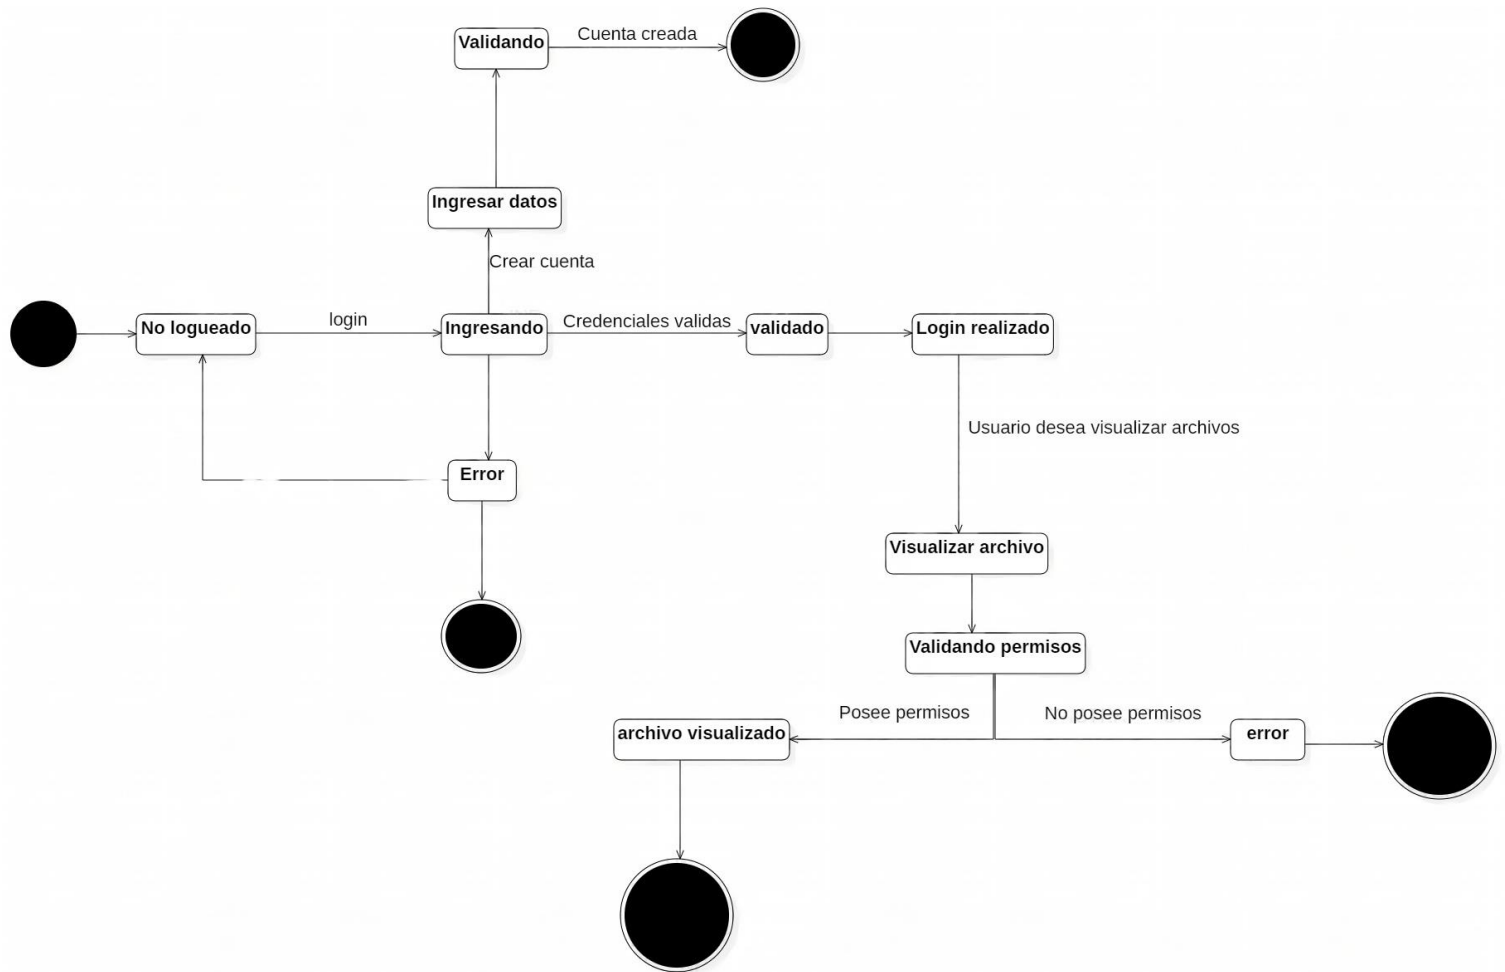 Validando
Cuenta creada
Ingresar datos
Crear cuenta
No logueado
login
Ingresando
Credenciales validas
validado
Login realizado
Usuario desea visualizar archivos
Error
Visualizar archivo
Validando permisos
Posee permisos
No posee permisos
archivo visualizado
error